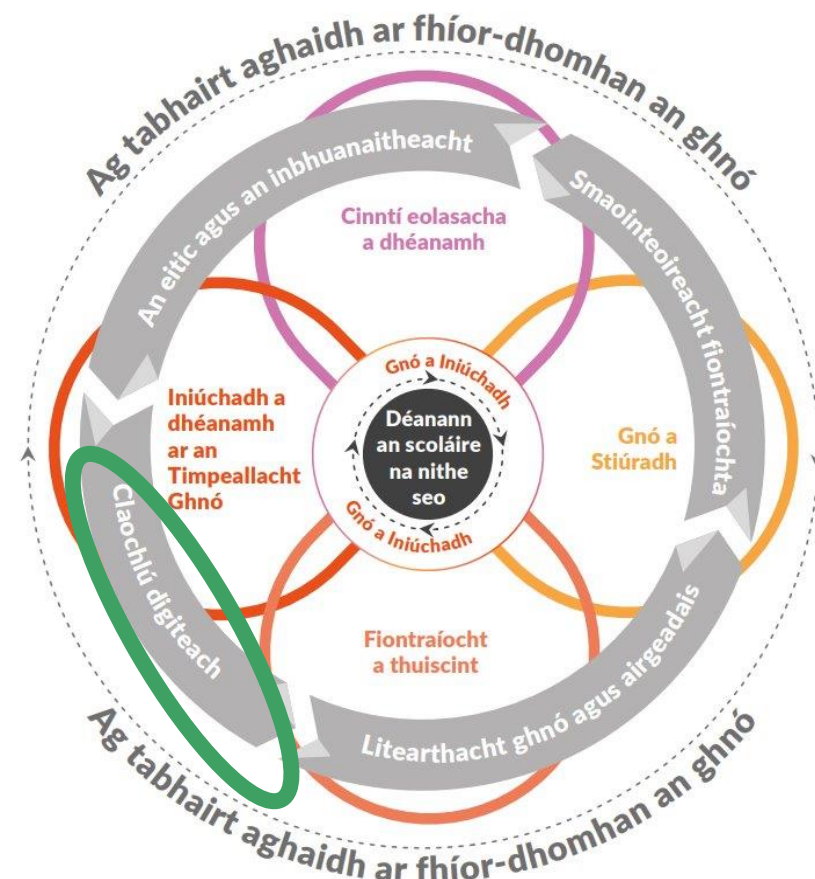 Ag tabhairt aghaidh ar fhíor-dhomhan an ghnó
An eitic agus an inbhuanaitheacht
Smaointeoireacht fiontraíochta
Cinntí eolasacha
a dhéanamh
Iniúchadh a
dhéanamh
ar an
Timpeallacht
Ghnó
Gnó a Iniúchadh
Déanann
an scoláire
na nithe
seo
Gnó a Iniúchadh
Gnó a
Stiúradh
Claochlú digiteach
Fiontraíocht
a thuiscint
Litearthacht ghnó agus airgeadais
Ag tabhairt aghaidh ar fhíor-dhomhan an ghnó